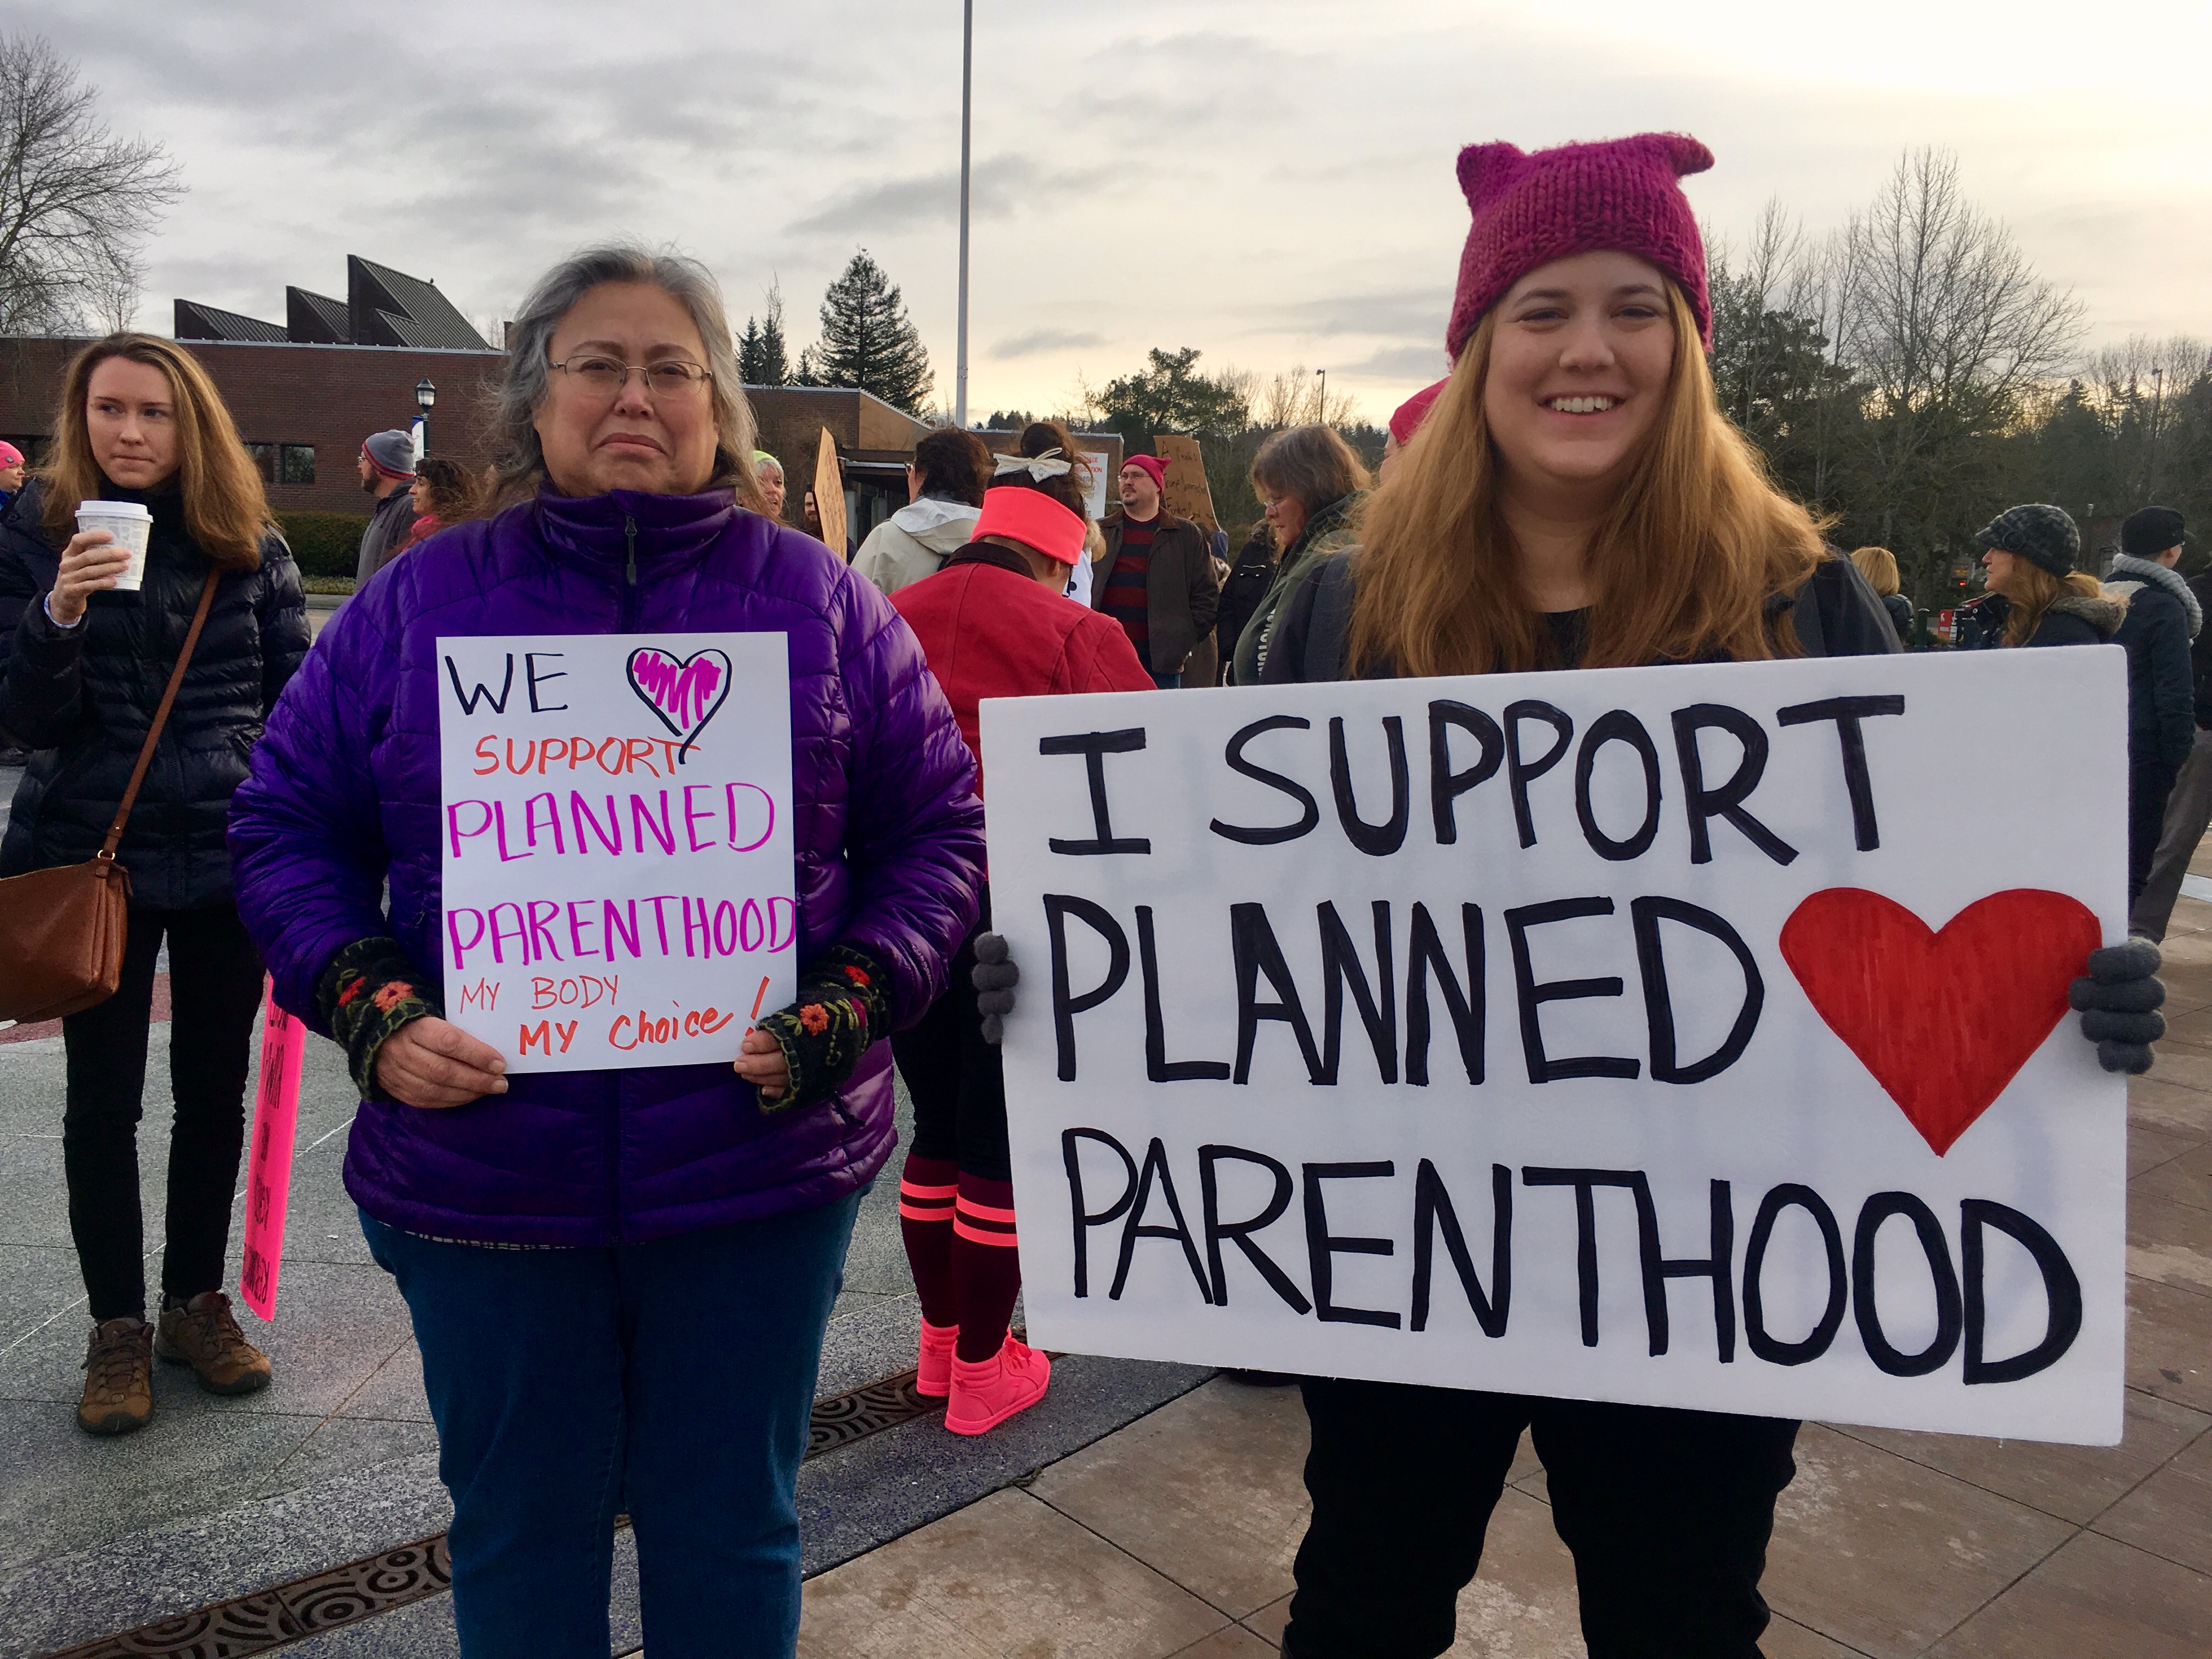 WE
SUPPORT
PLANNED
PARENTHOOD
MY BODY
MY Choice!
I SUPPORT
PLANNED
PARENTHOOD